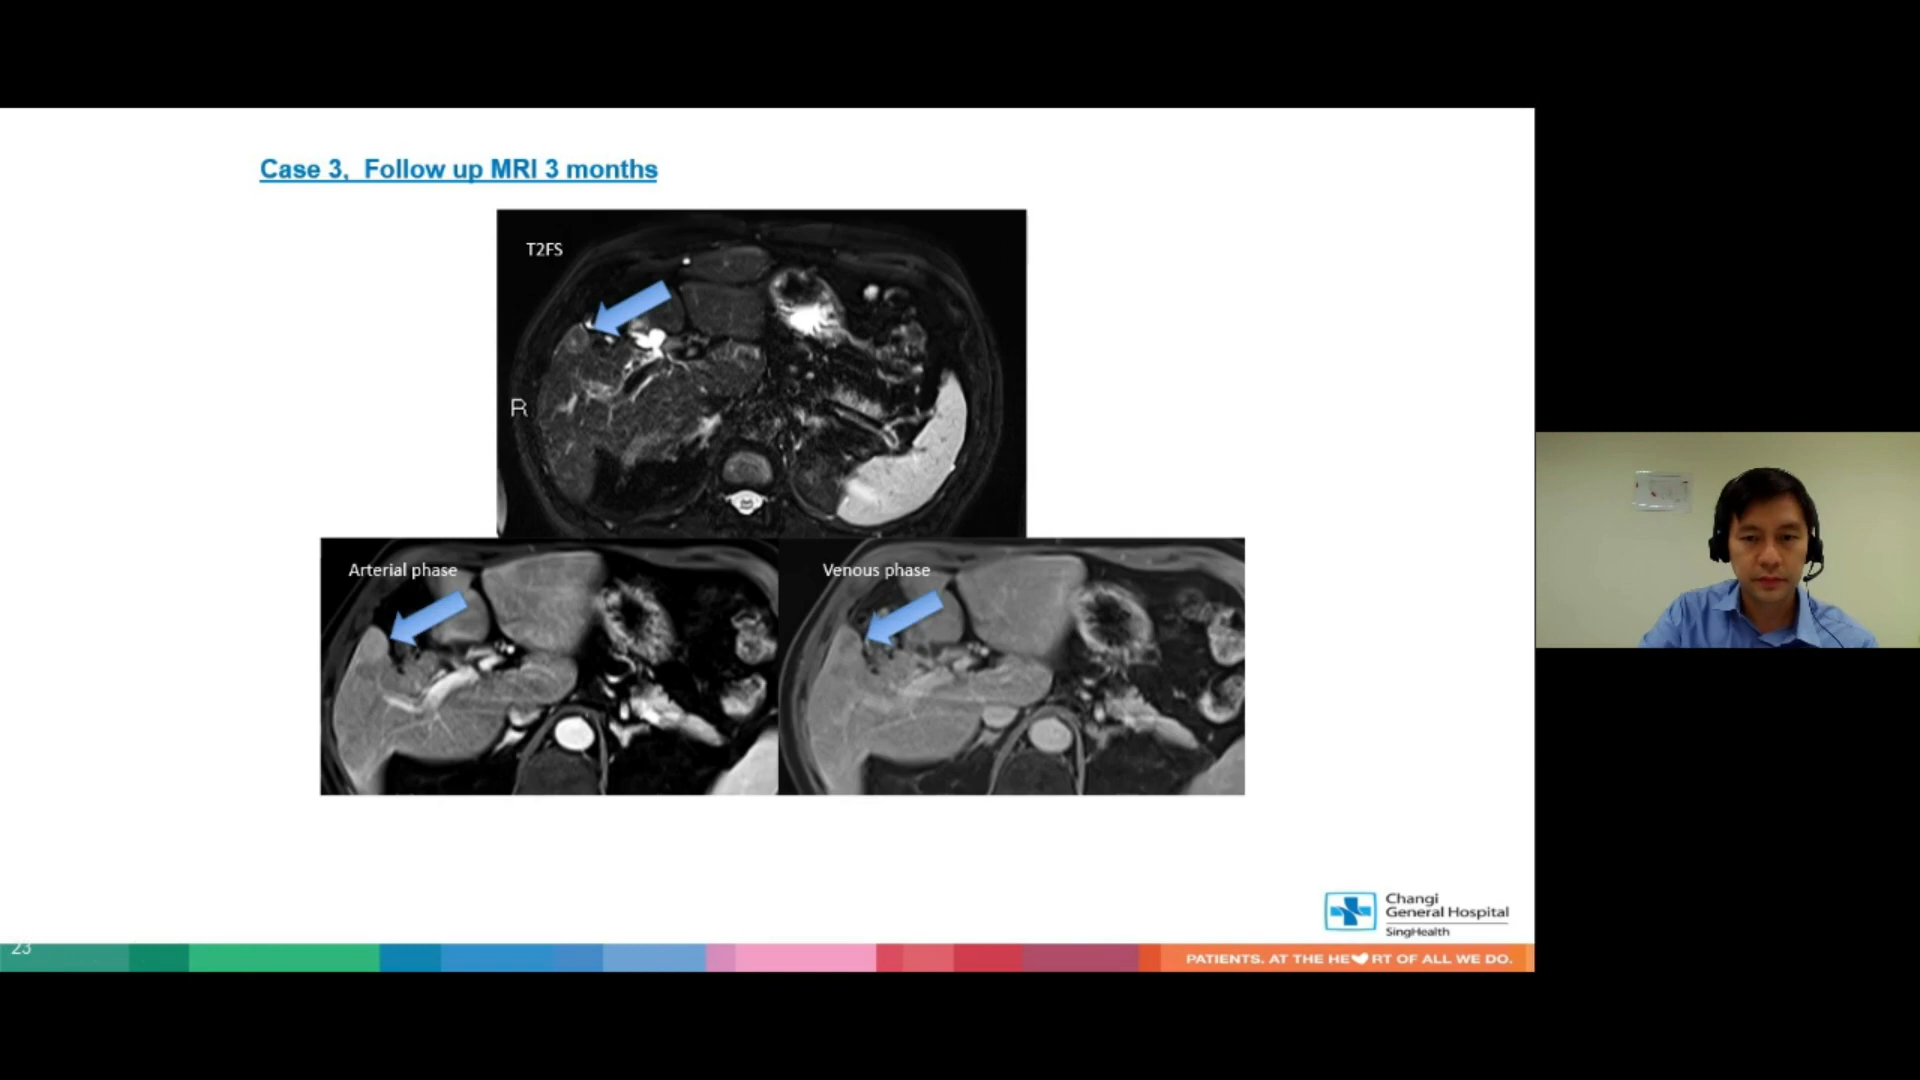 Case 3,  Follow up MRI 3 months
T2FS
R
Arterial phase
Venous phase
Changi
General Hospital
SingHealth
23
PATIENTS. AT THE HE RT OF ALL WE DO.